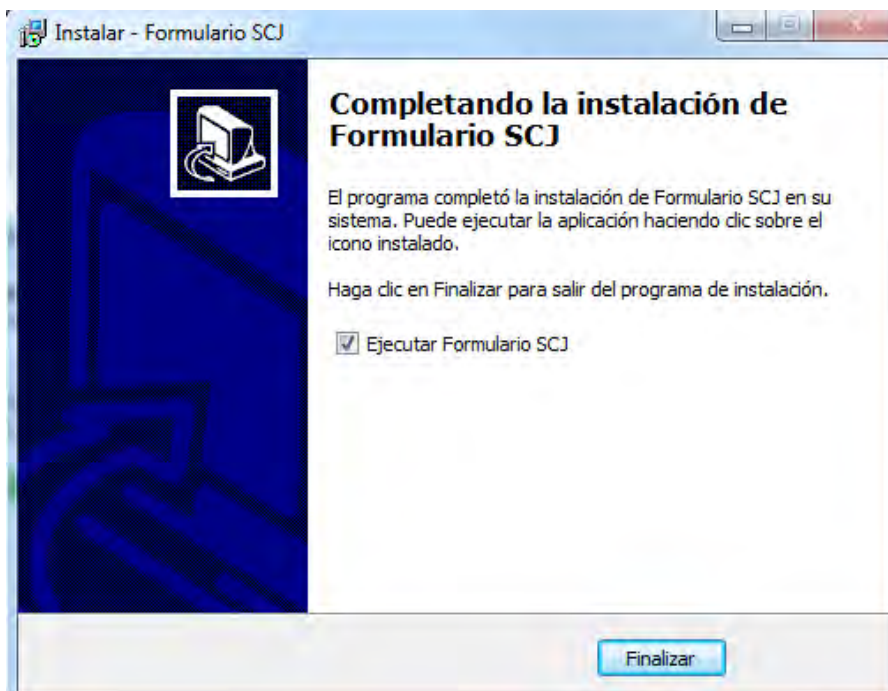 Instalar - Formulario SCJ
Completando la instalación de
Formulario SCJ
El programa completó la instalación de Formulario SCJ en su
sistema. Puede ejecutar la aplicación haciendo clic sobre el
icono instalado.
Haga clic en Finalizar para salir del programa de instalación.
Ejecutar Formulario SCJ
Finalizar